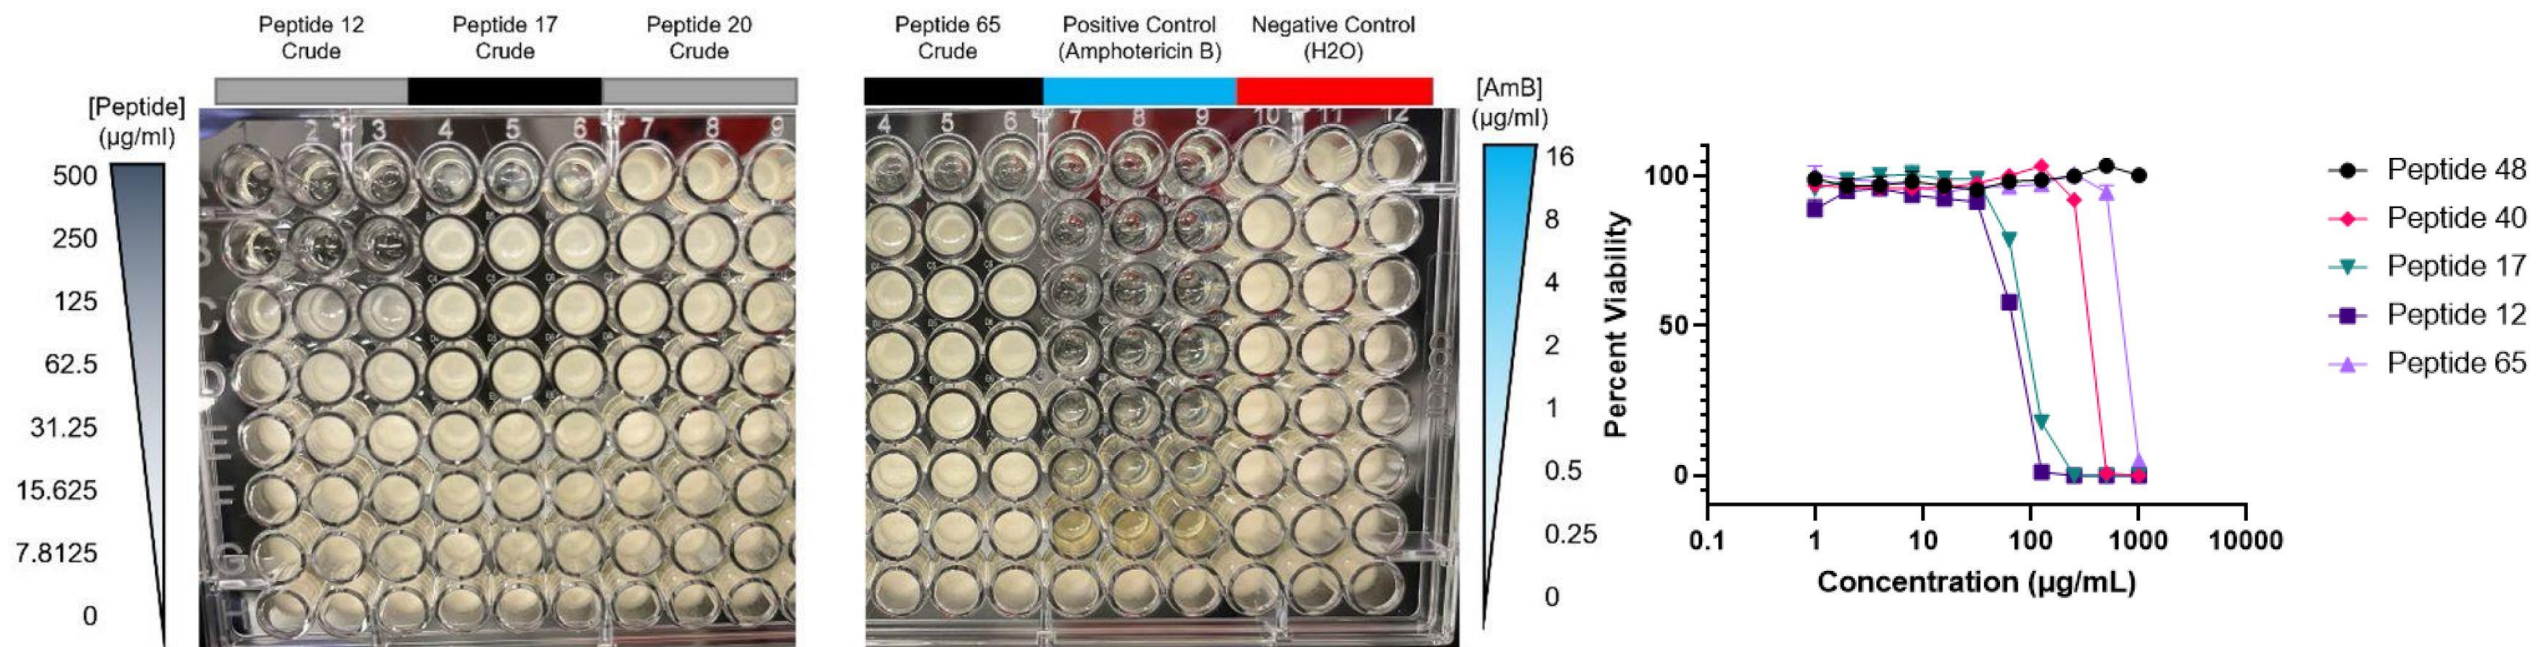 Peptide 12
Crude
Peptide 17
Crude
Peptide 20
Crude
Peptide 65
Crude
Positive Control
(Amphotericin B)
Negative Control
(H2O)
[Peptide]
(µg/ml)
500
250
125
62.5
31.25
15.625
7.8125
0
2 3 4 5 6 7 8 9
A
B
C
D
E
F
G
4 5 6 7 8 9 10 11 12
[AmB]
(µg/ml)
16
8
4
2
1
0.5
0.25
0
Percent Viability
100
50
0
0.1 1 10 100 1000 10000
Concentration (µg/mL)
Peptide 48
Peptide 40
Peptide 17
Peptide 12
Peptide 65